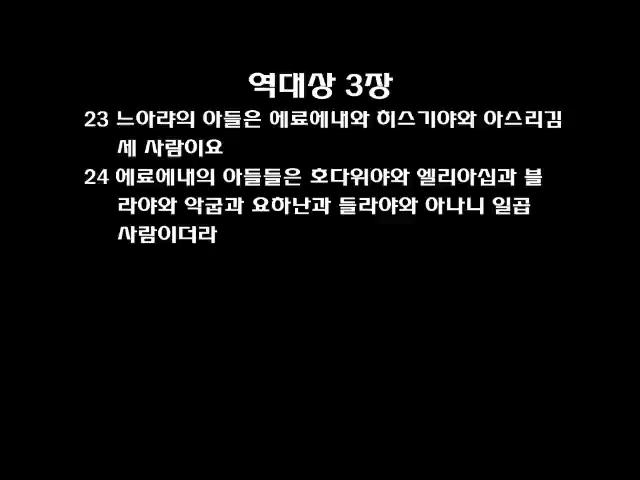 역대상 3장
23 느아랴의 아들은 에료에내와 히스기야와 아스리김
세 사람이요
24 에료에내의 아들들은 호다위야와 엘리아십과 블
라야와 악굽과 요하난과 들라야와 아나니 일곱
사람이더라